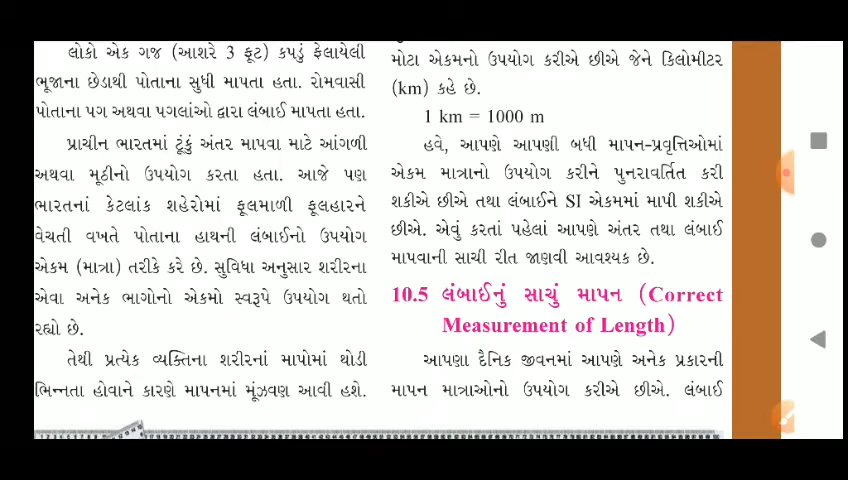 લોકો એક ગજ (આશરે 3 ફૂટ) કપડું ફેલાયેલી
ભૂજાના છેડાથી પોતાના સુધી માપતા હતા. રોમવાસી
પોતાના પગ અથવા પગલાંઓ દ્વારા લંબાઈ માપતા હતા.
પ્રાચીન ભારતમાં ટૂંકું અંતર માપવા માટે આંગળી
અથવા મૂઠીનો ઉપયોગ કરતા હતા. આજે પણ
ભારતનાં કેટલાંક શહેરોમાં ફૂલમાળી ફૂલહારને
વેચતી વખતે પોતાના હાથની લંબાઈનો ઉપયોગ
એકમ (માત્રા) તરીકે કરે છે. સુવિધા અનુસાર શરીરના
એવા અનેક ભાગોનો એકમો સ્વરૂપે ઉપયોગ થતો
રહ્યો છે.
તેથી પ્રત્યેક વ્યક્તિના શરીરનાં માપોમાં થોડી
ભિન્નતા હોવાને કારણે માપનમાં મૂંઝવણ આવી હશે.
મોટા એકમનો ઉપયોગ કરીએ છીએ જેને કિલોમીટર
(km) કહે છે.
1 km = 1000 m
હવે, આપણે આપણી બધી માપન-પ્રવૃત્તિઓમાં
એકમ માત્રાનો ઉપયોગ કરીને પુનરાવર્તિત કરી
શકીએ છીએ તથા લંબાઈને SI એકમમાં માપી શકીએ
છીએ. એવું કરતાં પહેલાં આપણે અંતર તથા લંબાઈ
માપવાની સાચી રીત જાણવી આવશ્યક છે.
10.5 લંબાઈનું સાચું માપન (Correct
Measurement of Length)
આપણા દૈનિક જીવનમાં આપણે અનેક પ્રકારની
માપન માત્રાઓનો ઉપયોગ કરીએ છીએ. લંબાઈ